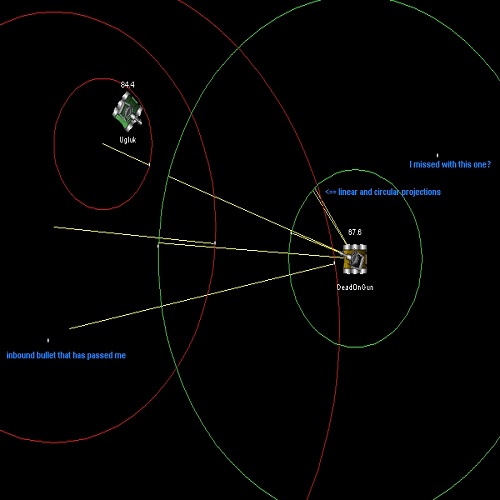 84.4
Ugluk
I missed with this one?
<== linear and circular projections
67.6
DeadOnGun
inbound bullet that has passed me